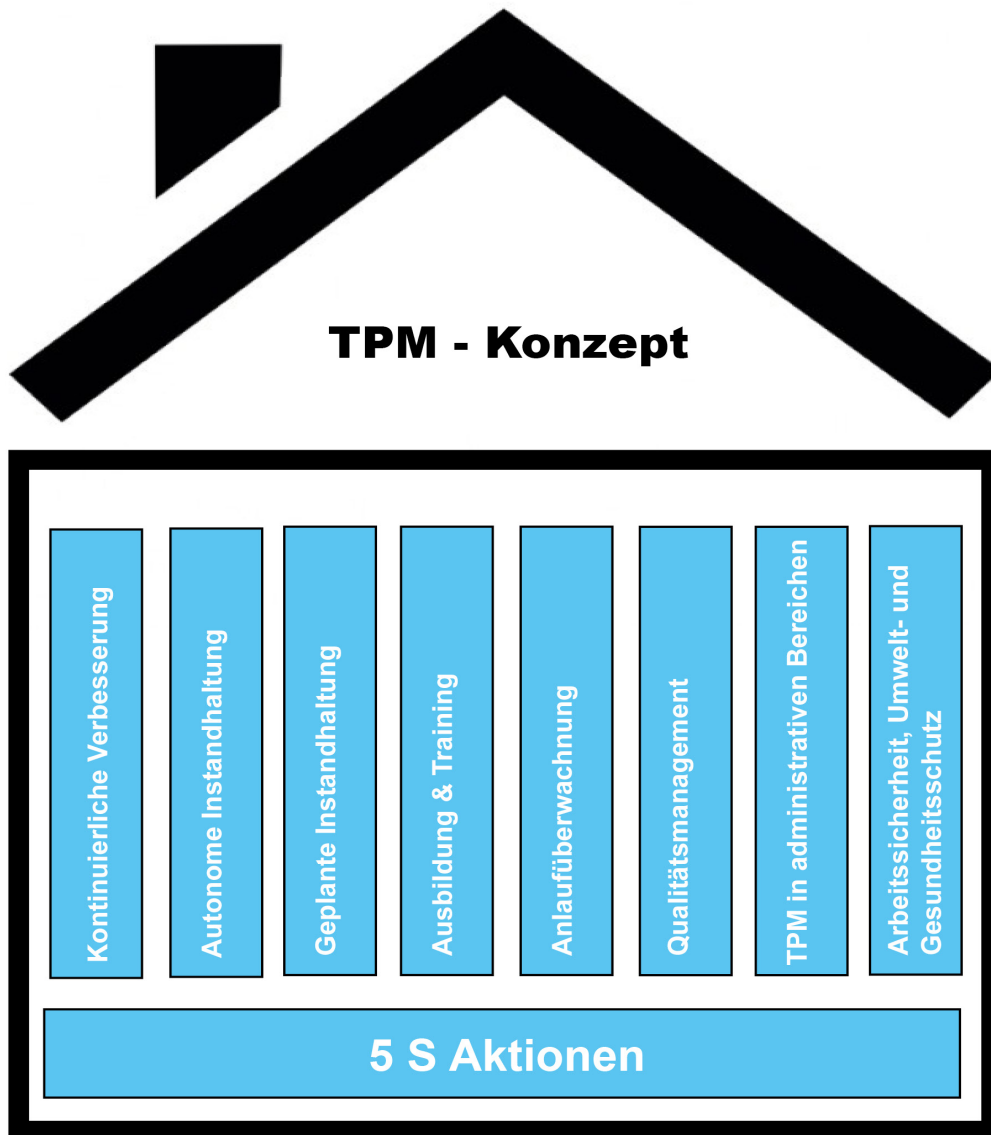 TPM - Konzept
Kontinuierliche Verbesserung
Autonome Instandhaltung
Geplante Instandhaltung
Ausbildung & Training
Anlaufüberwachnung
Qualitätsmanagement
TPM in administrativen Bereichen
Arbeitssicherheit, Umwelt- und
Gesundheitsschutz
5 S Aktionen